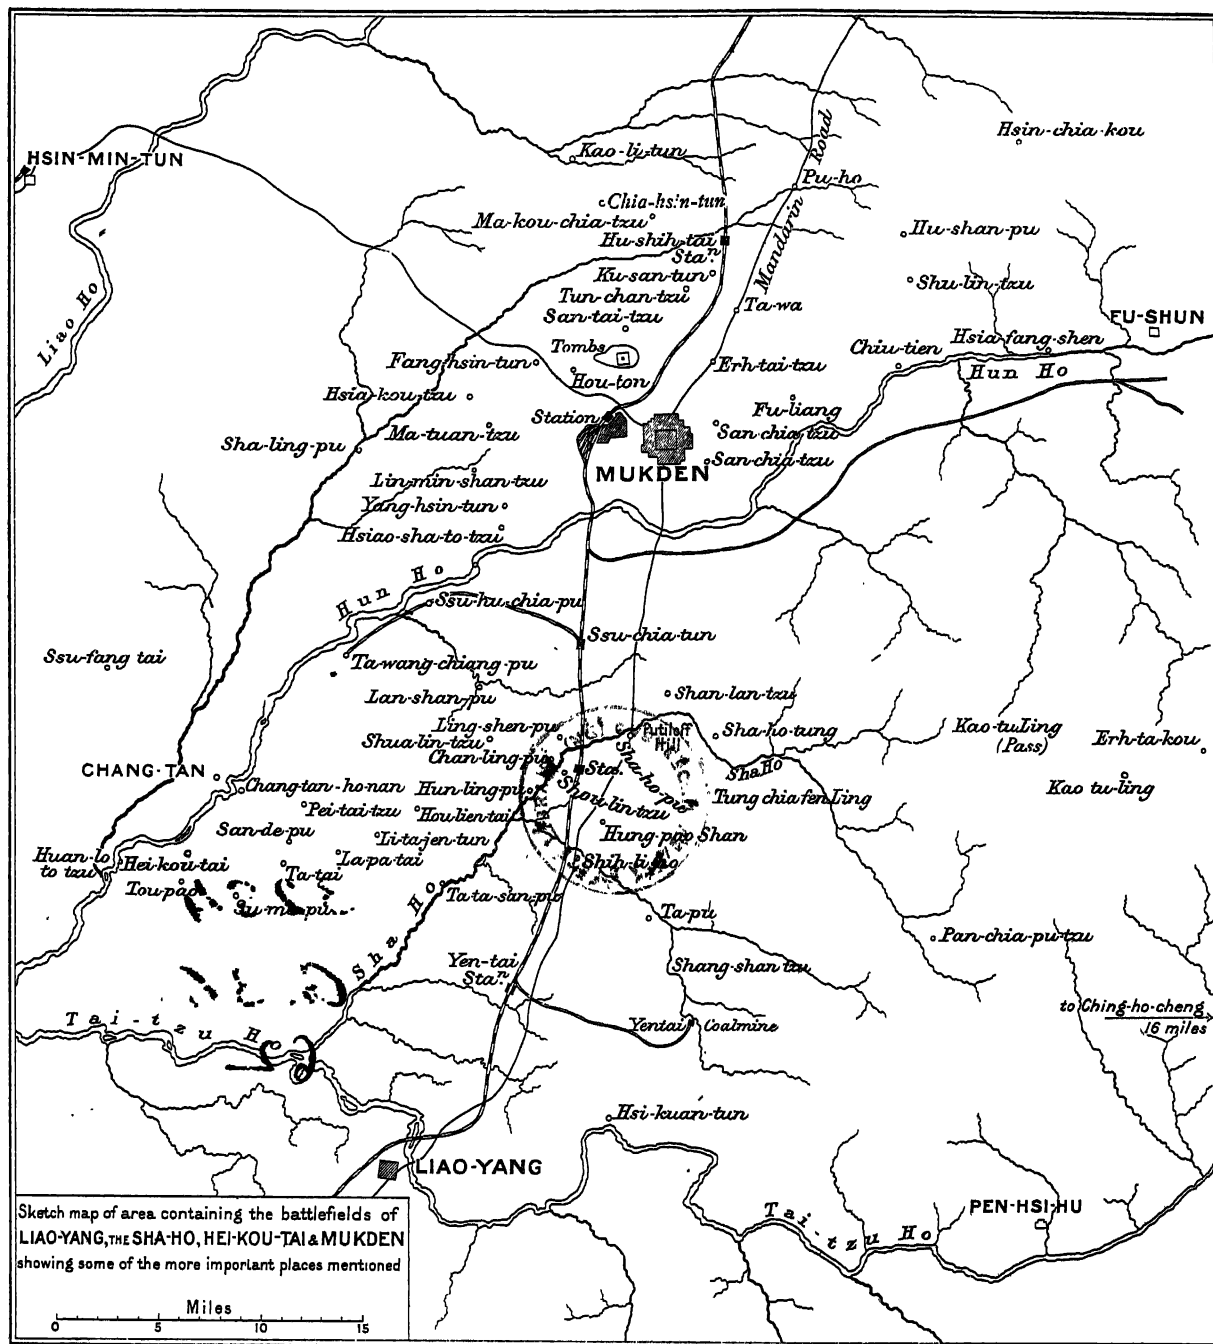 Hsin-chia-kou
HSIN-MIN-TUN
Kao-li-tun
Mandarin Road
Pu-ho
Chia-hsin-tun
Ma-kou-chia-tzu
Hu-shih-tai
Stan.
Hu-shan-pu
Ku-san-tun
Shu-lin-tzu
Tun-chan-tzu
Ta-wa
San-tai-tzu
Liao Ho
FU-SHUN
Tombs
Chiu-tien
Hsia-fang-shen
Fang-hsin-tun
Erh-tai-tzu
Hun Ho
Hou-ton
Hsia-kou-tzu
Fu-liang
Station
San chia tzu
Ma-tuan-tzu
Sha-ling-pu
San-chia-tzu
MUKDEN
Lin-min-shan-tzu
Yang-hsin-tun
Hsiao-sha-to-tzu
Hun Ho
Ssu-hu-chia-pu
Ssu-chia-tun
Ssu-fang tai
Ta-wang-chiang-pu
Lan-shan-pu
Shan-lan-tzu
Ling-shen-pu
Putiloff
Hill
Sha-ho-tung
Kao-tu Ling
(Pass)
Erh-ta-kou
Shua-lin-tzu
Chan-ling-pu
Sha-ho-pu
Sta.
Sha Ho
CHANG-TAN
Chang-tan-ho-nan
Hun-ling-pu
Shou-lin-tzu
Tung chia fen Ling
Kao tu-ling
Pei-tai-tzu
Hou-lien-tai
San-de-pu
Li-ta-jen-tun
Hung-pao Shan
Huan-lo
to tzu
Hei-kou-tai
La-pa-tai
Shih-li-ho
Ta-tai
Tou-pao
Su-ma-pu
Ta-ta-san-pu
Sha Ho
Ta-pu
Pan-chia-pu-tzu
Yen-tai
Stan.
Shang-shan tzu
to Ching-ho-cheng
16 miles
Tai-tzu Ho
Yentai Coalmine
Hsi-kuan-tun
LIAO-YANG
PEN-HSI-HU
Tai-tzu Ho
Sketch map of area containing the battlefields of
LIAO-YANG, THE SHA-HO, HEI-KOU-TAI & MUKDEN
showing some of the more important places mentioned
Miles
0 5 10 15